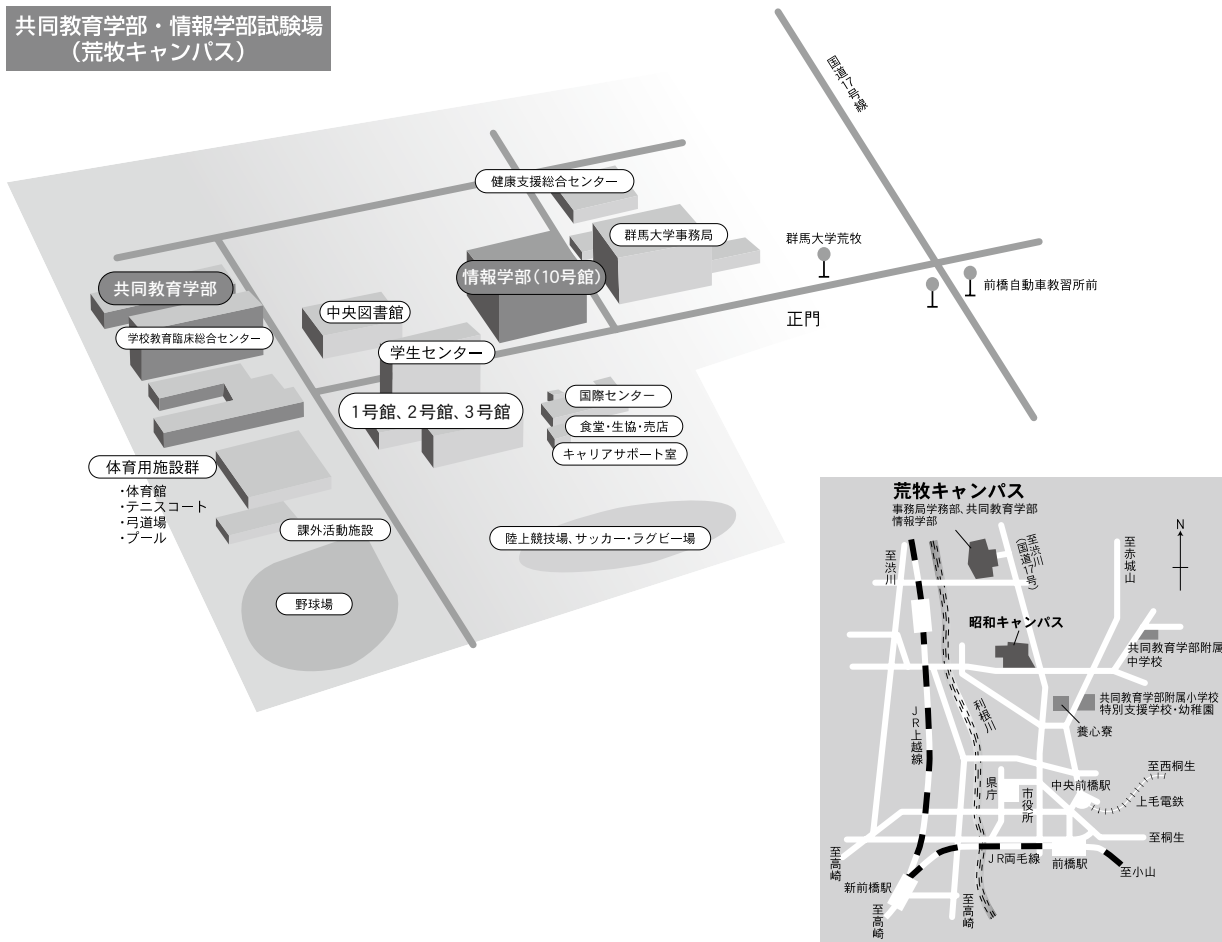 共同教育学部・情報学部試験場
（荒牧キャンパス）
国道17号線
健康支援総合センター
群馬大学事務局
群馬大学荒牧
前橋自動車教習所前
正門
情報学部（10号館）
共同教育学部
学校教育臨床総合センター
中央図書館
学生センター
1号館、2号館、3号館
国際センター
食堂・生協・売店
キャリアサポート室
体育用施設群
・体育館
・テニスコート
・弓道場
・プール
課外活動施設
陸上競技場、サッカー・ラグビー場
野球場
荒牧キャンパス
事務局学務部、共同教育学部
情報学部
至渋川
至渋川
（国道17号）
至赤城山
N
昭和キャンパス
共同教育学部附属
中学校
共同教育学部附属小学校
特別支援学校・幼稚園
養心寮
利根川
JR上越線
県庁
市役所
中央前橋駅
至西桐生
上毛電鉄
至桐生
JR両毛線
前橋駅
至小山
至高崎
新前橋駅
至高崎
至高崎